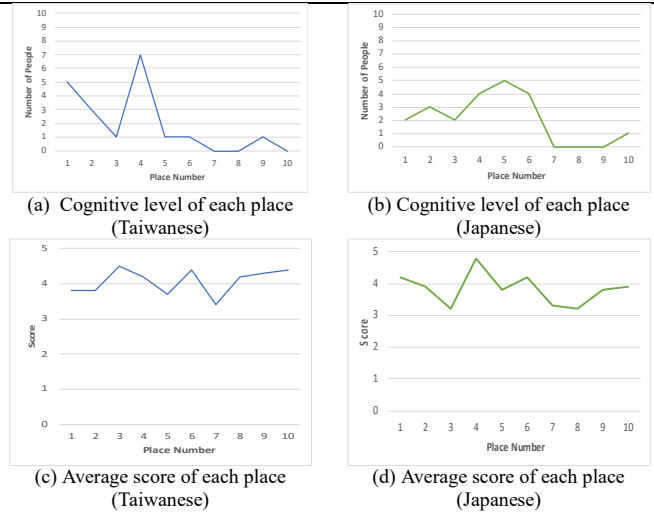 10
9
8
7
6
5
4
3
2
1
0
Number of People
1 2 3 4 5 6 7 8 9 10
Place Number
(a) Cognitive level of each place
(Taiwanese)
10
9
8
7
6
5
4
3
2
1
0
Number of People
1 2 3 4 5 6 7 8 9 10
Place Number
(b) Cognitive level of each place
(Japanese)
5
4
3
2
1
0
Score
1 2 3 4 5 6 7 8 9 10
Place Number
(c) Average score of each place
(Taiwanese)
5
4
3
2
1
0
Score
1 2 3 4 5 6 7 8 9 10
Place Number
(d) Average score of each place
(Japanese)